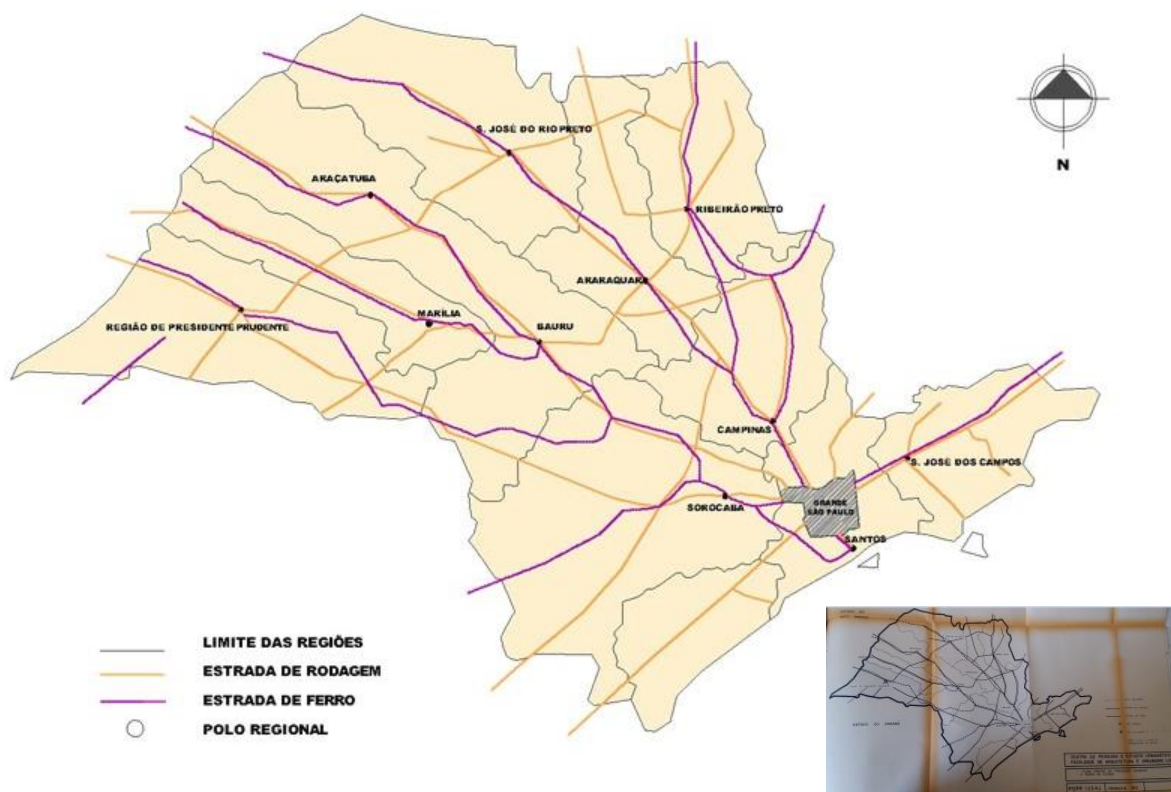 S. JOSÉ DO RIO PRETO
ARAÇATUBA
RIBEIRÃO PRETO
N
ARARAQUARA
MARÍLIA
BAURU
REGIÃO DE PRESIDENTE PRUDENTE
CAMPINAS
S. JOSÉ DOS CAMPOS
SOROCABA
GRANDE
SÃO PAULO
SANTOS
LIMITE DAS REGIÕES
ESTRADA DE RODAGEM
ESTRADA DE FERRO
POLO REGIONAL